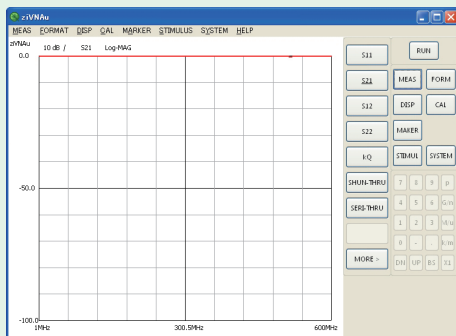 ziVNAu
MEAS FORMAT DISP CAL MARKER STIMULUS SYSTEM HELP
ziVNAu 10 dB / S21 Log-MAG
0.0
-50.0
-100.0
1MHz 300.5MHz 600MHz
S11
S21
S12
S22
kQ
SHUN-THRU
SERI-THRU
MORE >
RUN
MEAS FORM
DISP CAL
MAKER
STIMUL SYSTEM
7 8 9 p
4 5 6 G/n
1 2 3 M/u
0 - . k/m
DN UP BS X1